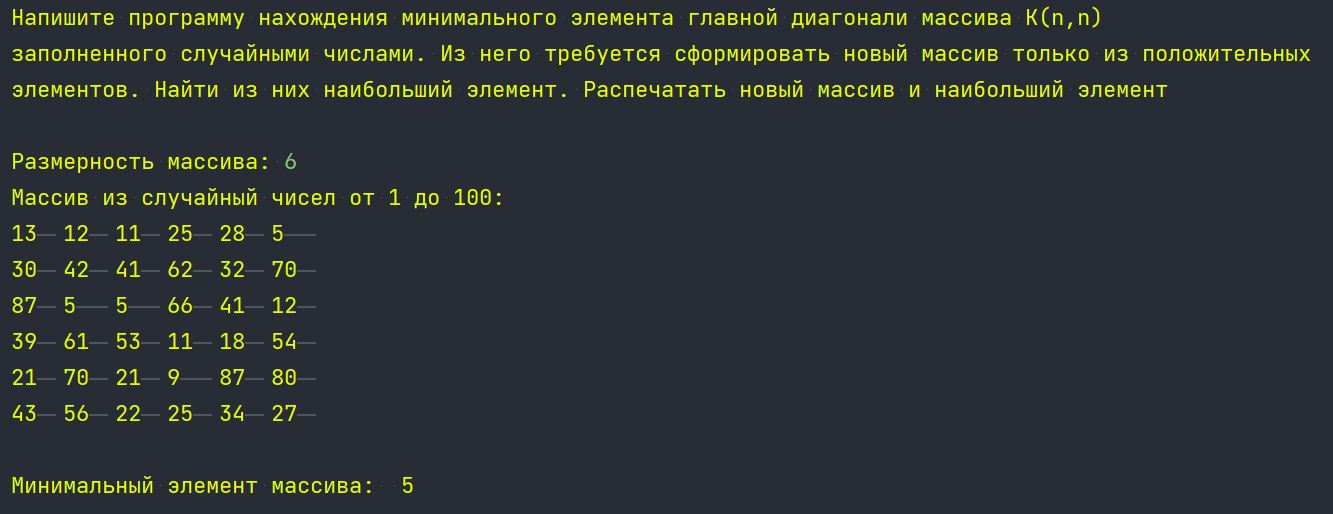 Напишите программу нахождения минимального элемента главной диагонали массива K(n,n)
заполненного случайными числами. Из него требуется сформировать новый массив только из положительных
элементов. Найти из них наибольший элемент. Распечатать новый массив и наибольший элемент
Размерность массива: 6
Массив из случайный чисел от 1 до 100:
13 12 11 25 28 5
30 42 41 62 32 70
87 5 5 66 41 12
39 61 53 11 18 54
21 70 21 9 87 80
43 56 22 25 34 27
Минимальный элемент массива: 5